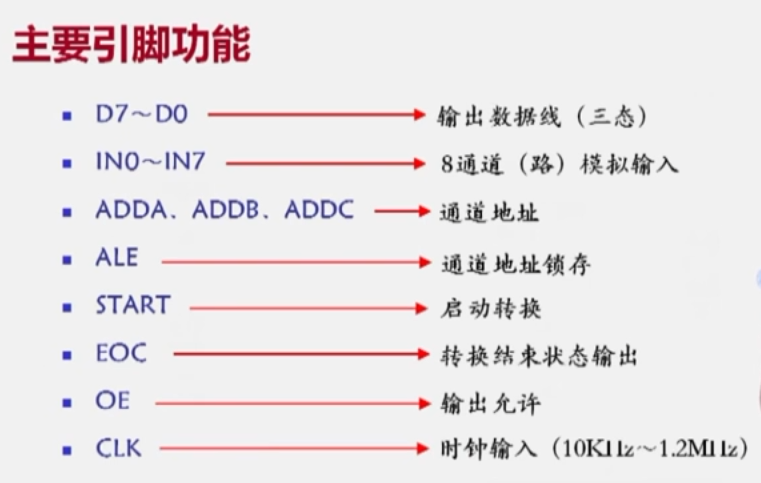 主要引脚功能
D7～D0 输出数据线（三态）
IN0～IN7 8通道（路）模拟输入
ADDA、ADDB、ADDC 通道地址
ALE 通道地址锁存
START 启动转换
EOC 转换结束状态输出
OE 输出允许
CLK 时钟输入（10KHz～1.2MHz）